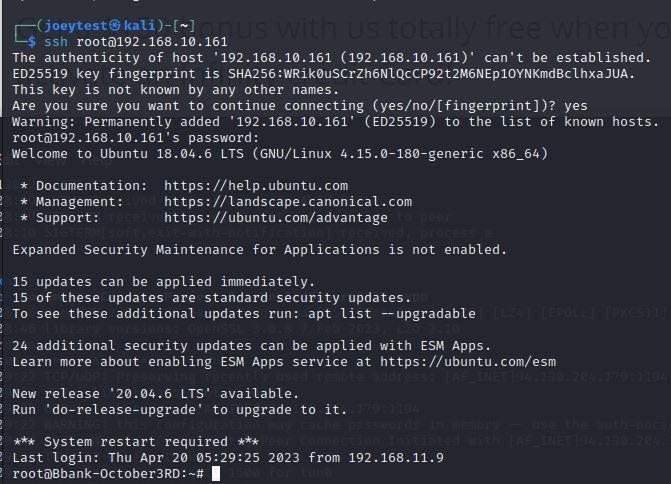 onus with us totally free when yo
┌──(joeytest㉿kali)-[~]
└─$ ssh root@192.168.10.161
The authenticity of host '192.168.10.161 (192.168.10.161)' can't be established.
ED25519 key fingerprint is SHA256:WRikOuSCrZh6NlQcCP92t2M6NEp1OYNKmdBclhxaJUA.
This key is not known by any other names.
Are you sure you want to continue connecting (yes/no/[fingerprint])? yes
Warning: Permanently added '192.168.10.161' (ED25519) to the list of known hosts.
root@192.168.10.161's password:
Welcome to Ubuntu 18.04.6 LTS (GNU/Linux 4.15.0-180-generic x86_64)
* Documentation:  https://help.ubuntu.com
* Management:     https://landscape.canonical.com
* Support:        https://ubuntu.com/advantage
Expanded Security Maintenance for Applications is not enabled.
15 updates can be applied immediately.
15 of these updates are standard security updates.
To see these additional updates run: apt list --upgradable
24 additional security updates can be applied with ESM Apps.
Learn more about enabling ESM Apps service at https://ubuntu.com/esm
New release '20.04.6 LTS' available.
Run 'do-release-upgrade' to upgrade to it.
*** System restart required ***
Last login: Thu Apr 20 05:29:25 2023 from 192.168.11.9
root@Bbank-October3RD:~#